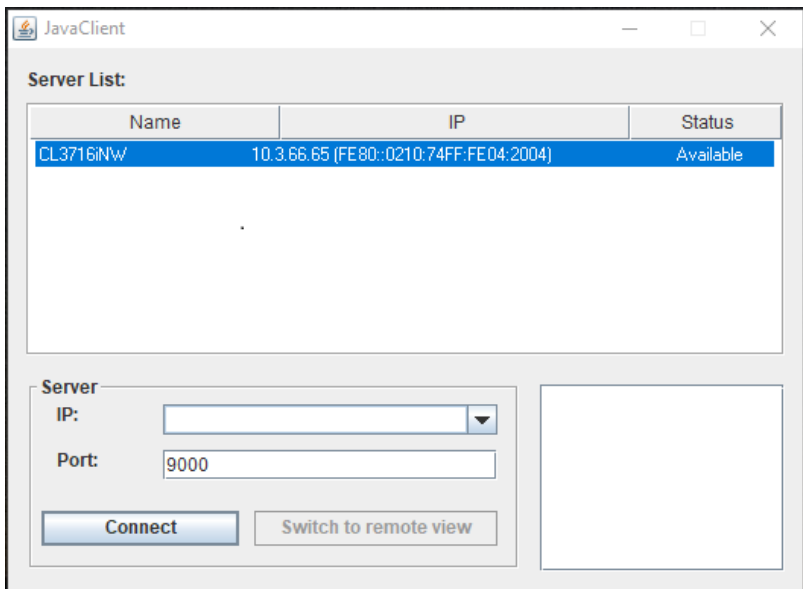 JavaClient
Server List:
Name IP Status
CL3716iNW 10.3.66.65 (FE80::0210:74FF:FE04:2004) Available
Server
IP:
Port: 9000
Connect Switch to remote view